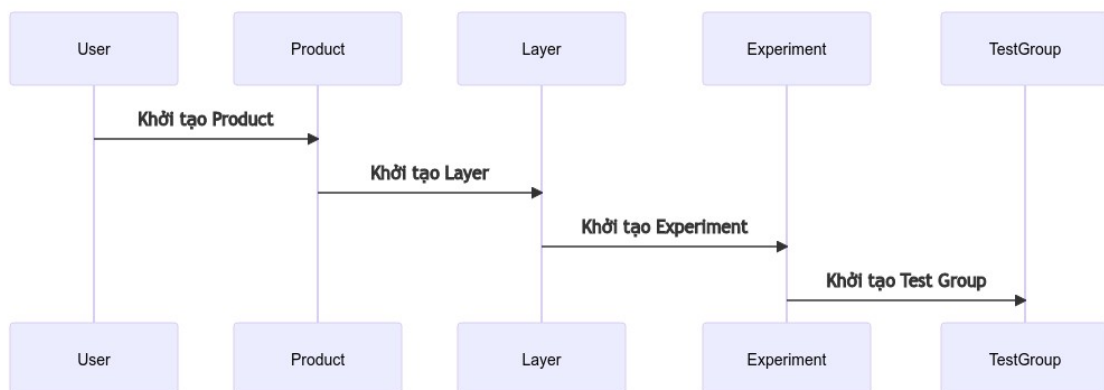 User
Product
Layer
Experiment
TestGroup
Khởi tạo Product
Khởi tạo Layer
Khởi tạo Experiment
Khởi tạo Test Group
User
Product
Layer
Experiment
TestGroup